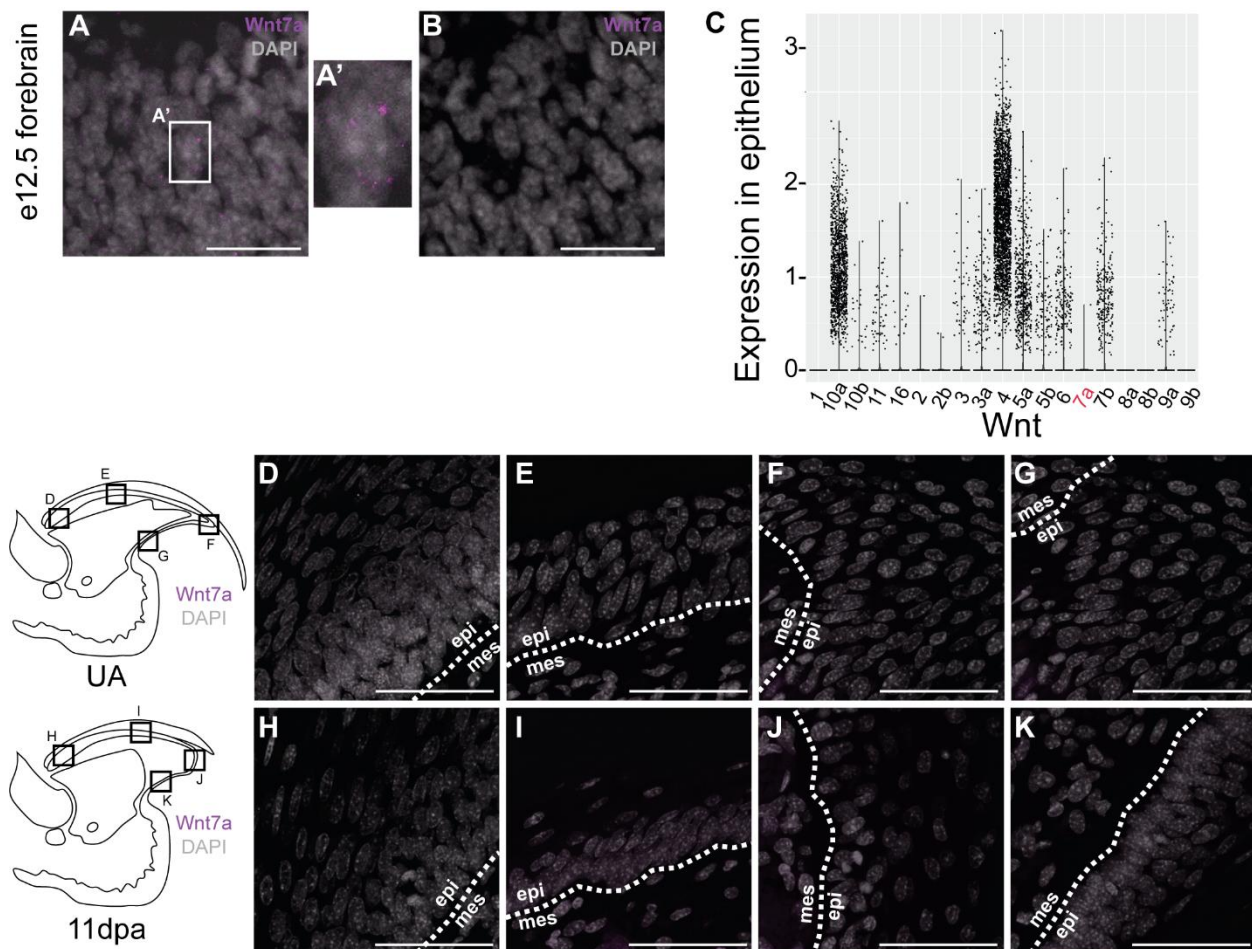 e12.5 forebrain
A
Wnt7a
DAPI
A'
A'
B
Wnt7a
DAPI
C
Expression in epithelium
3
2
1
0
1
10a
10b
11
16
2
2b
3
3a
4
5a
5b
6
7a
7b
8a
8b
9a
9b
Wnt
D
E
F
G
Wnt7a
DAPI
UA
D
epi
mes
E
epi
mes
F
mes
epi
G
mes
epi
H
I
J
K
Wnt7a
DAPI
11dpa
H
epi
mes
I
epi
mes
J
mes
epi
K
mes
epi